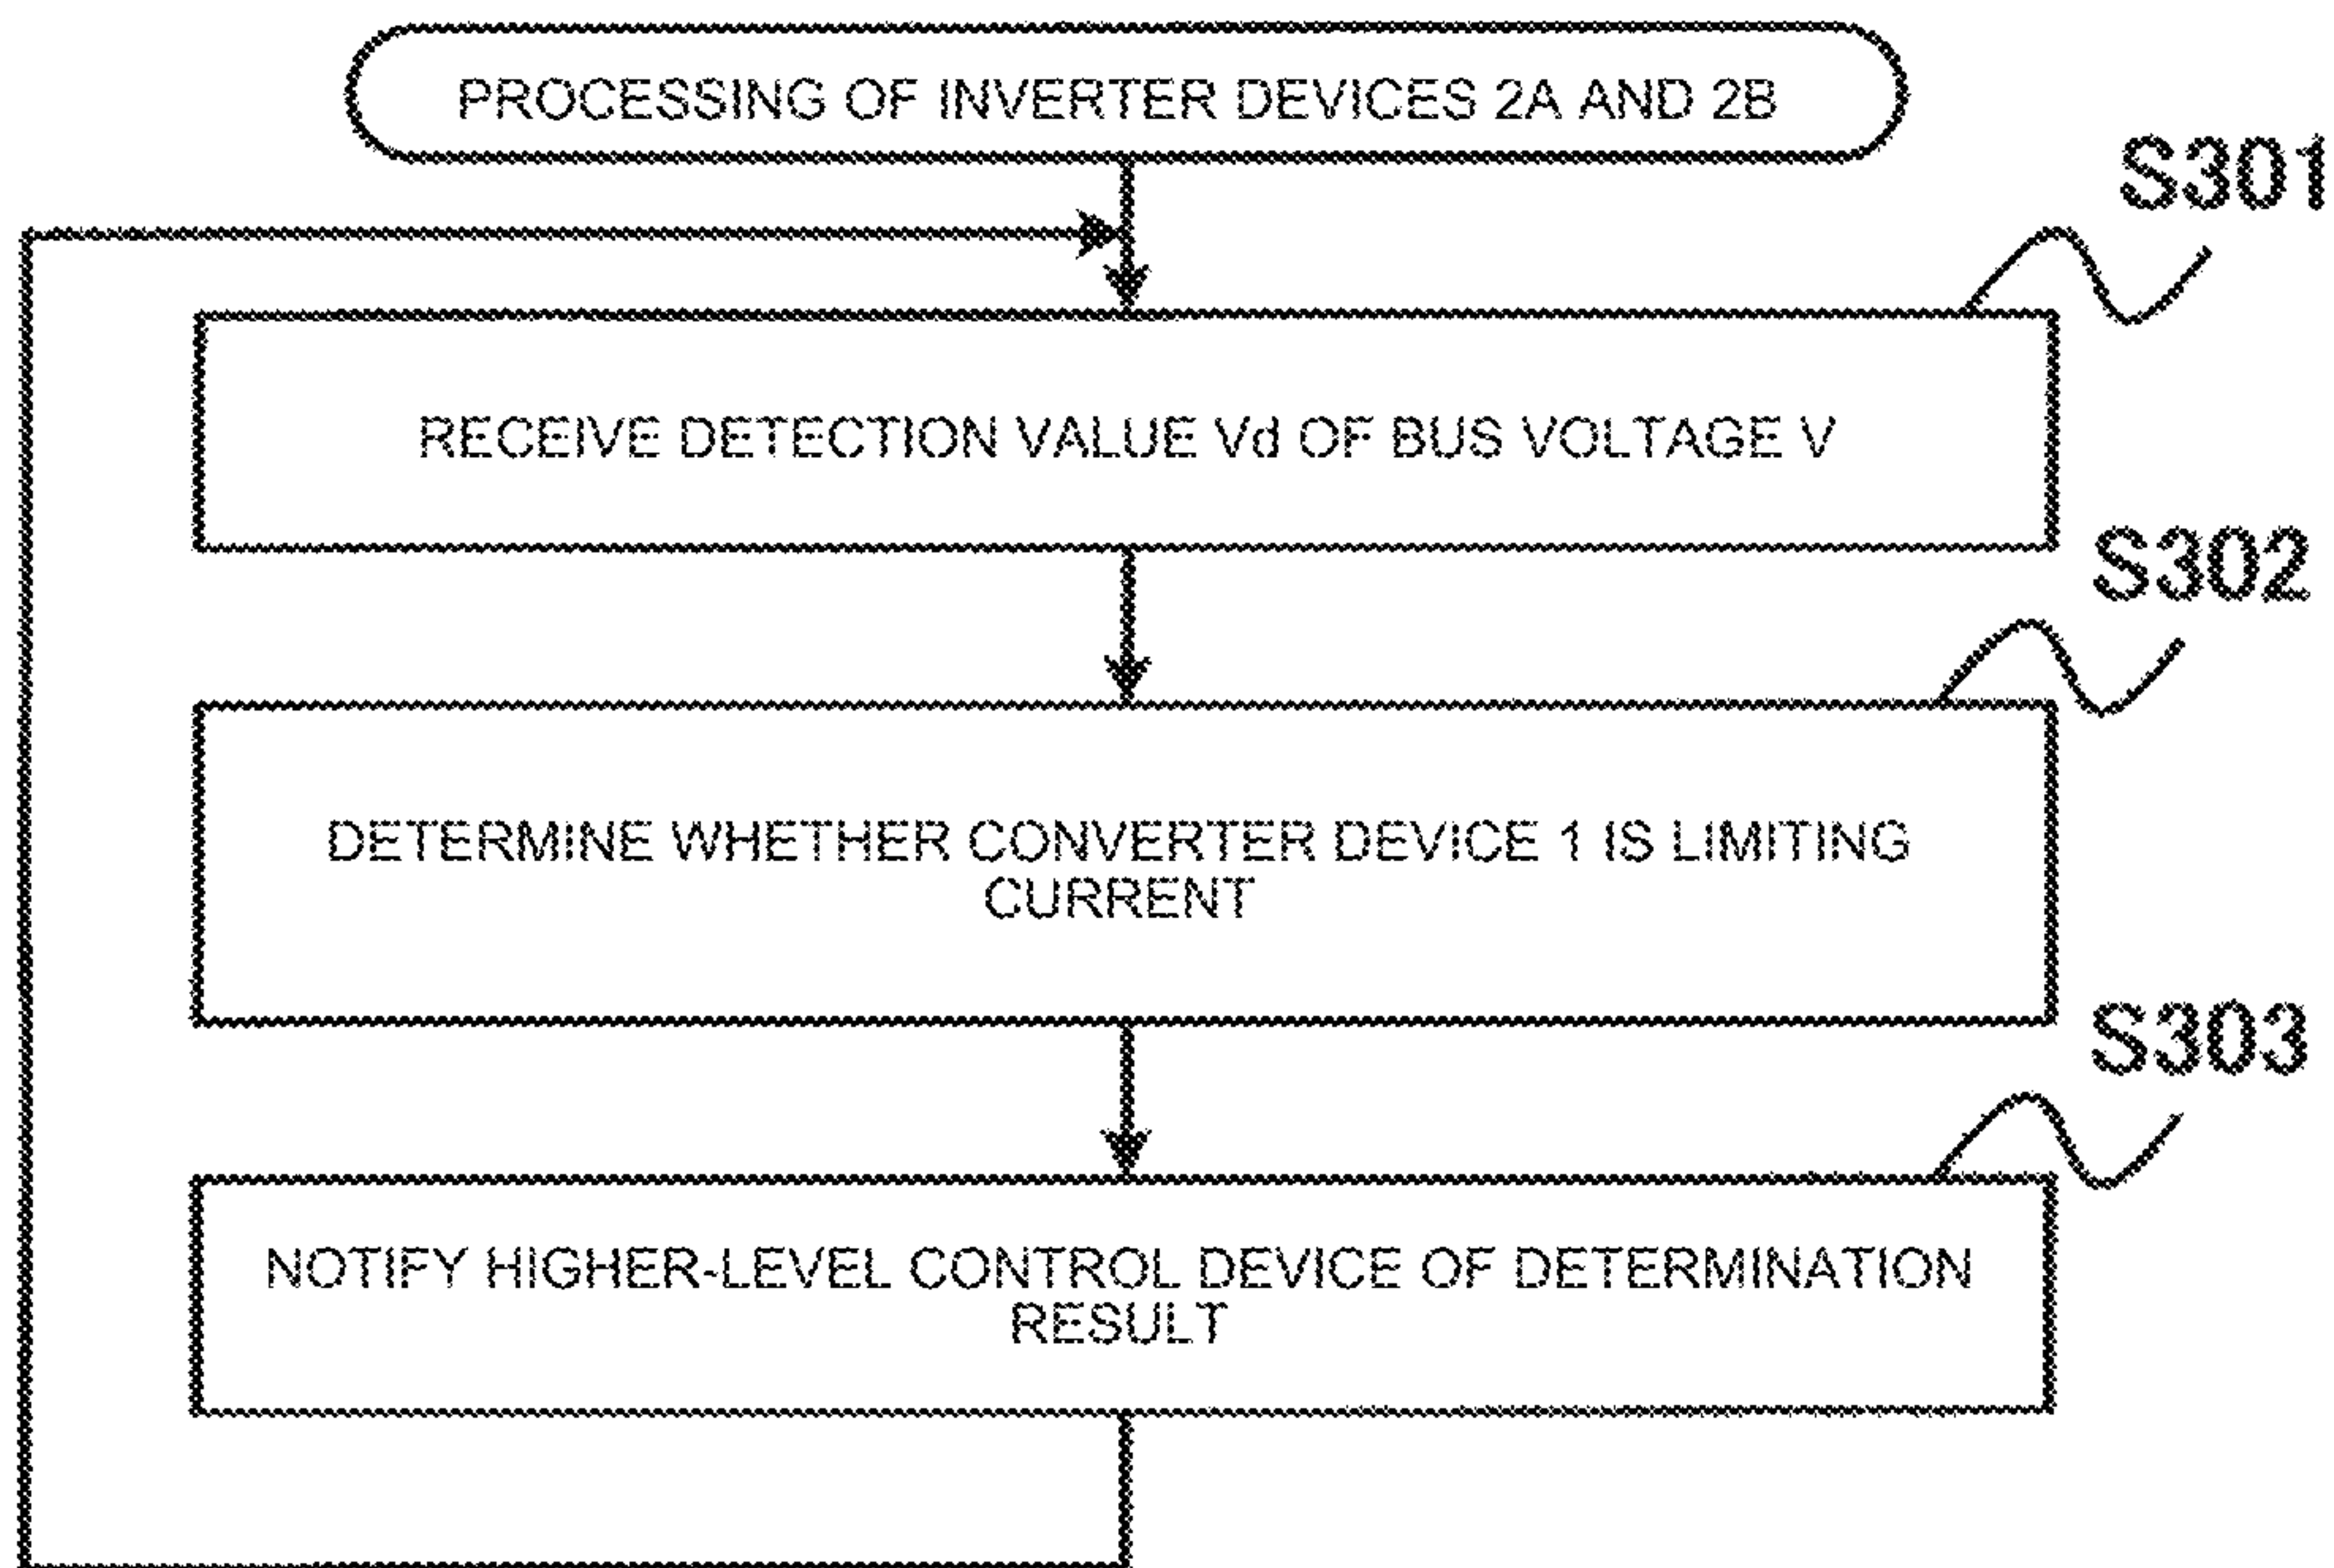 PROCESSING OF INVERTER DEVICES 2A AND 2B
S301
RECEIVE DETECTION VALUE Vd OF BUS VOLTAGE V
S302
DETERMINE WHETHER CONVERTER DEVICE 1 IS LIMITING
CURRENT
S303
NOTIFY HIGHER-LEVEL CONTROL DEVICE OF DETERMINATION
RESULT